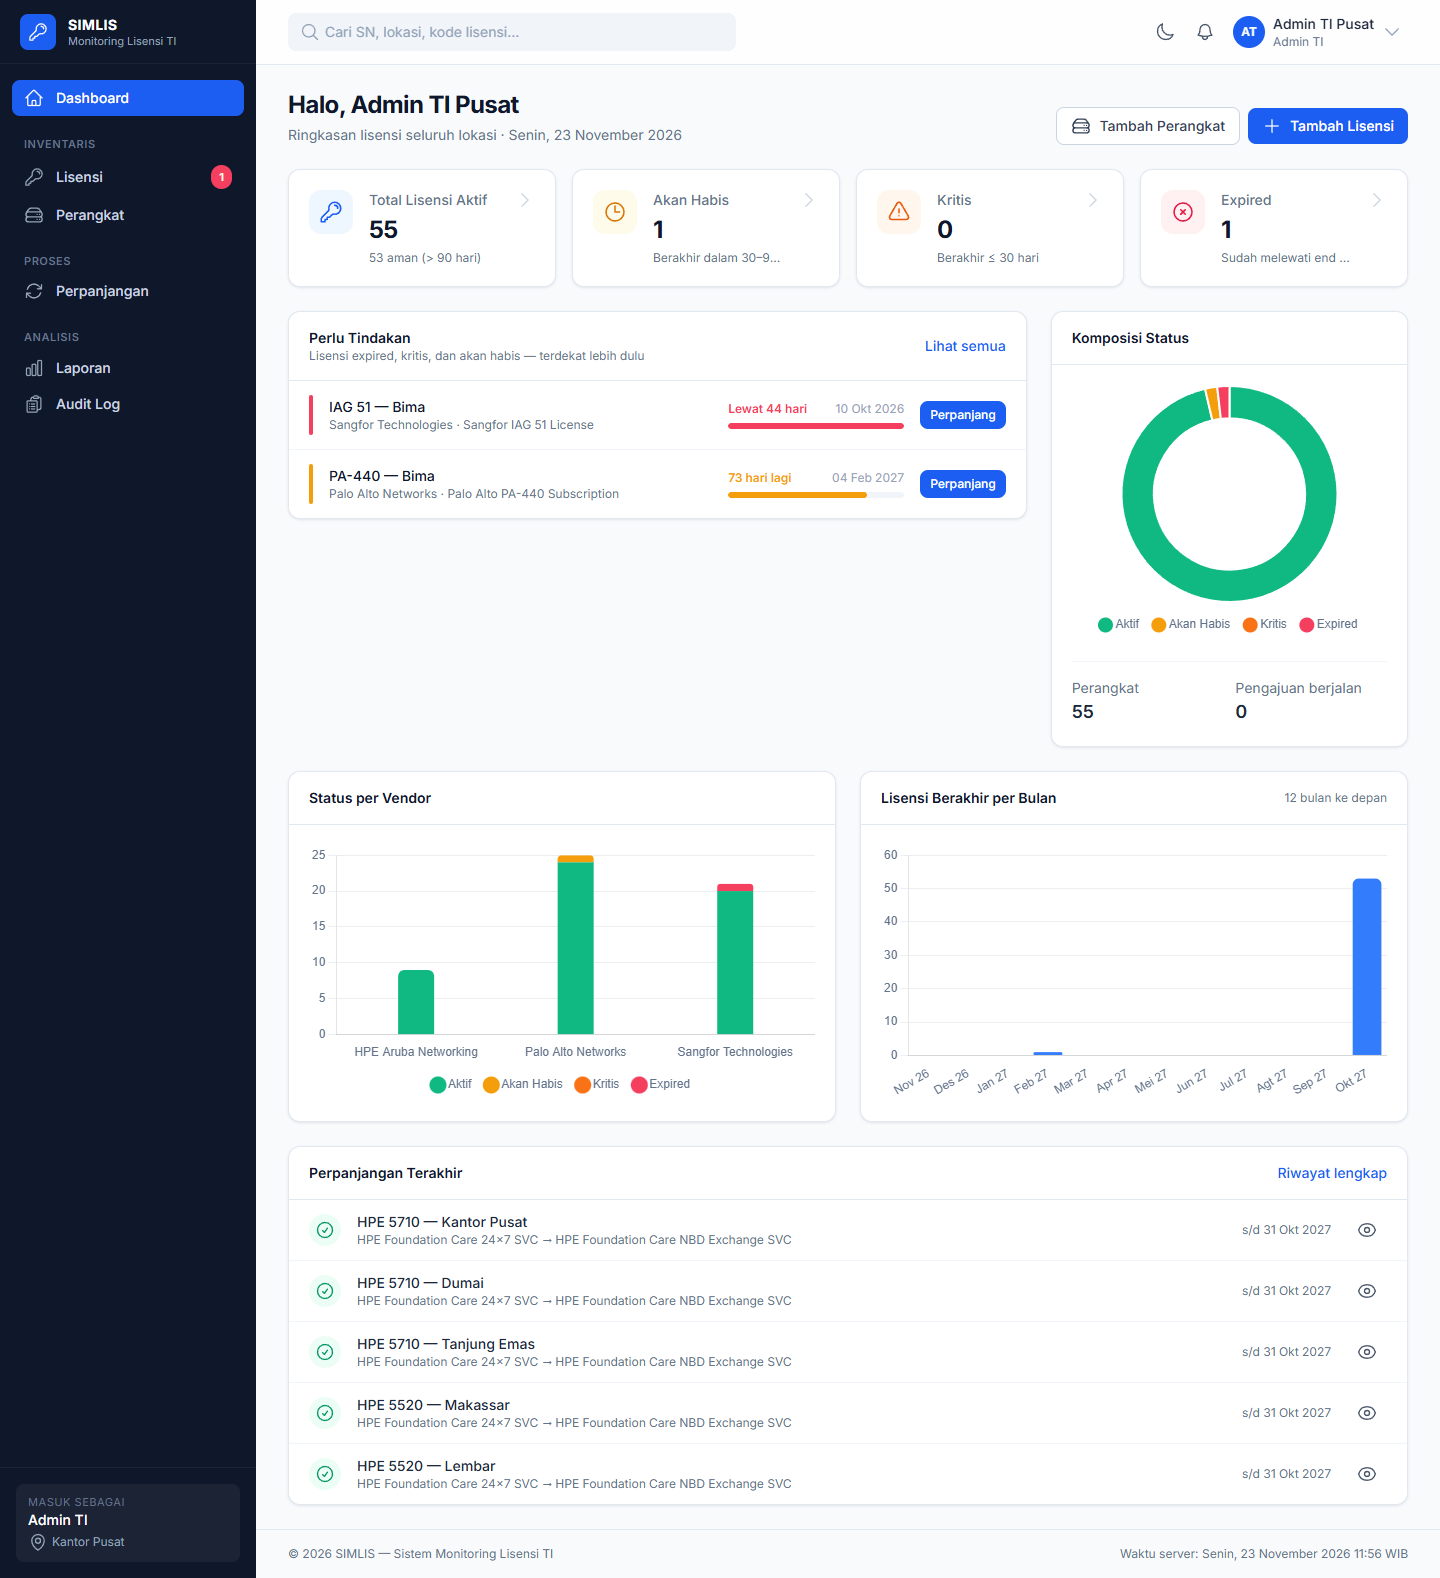 SIMLIS
Monitoring Lisensi TI
Cari SN, lokasi, kode lisensi...
AT
Admin TI Pusat
Admin TI
Dashboard
INVENTARIS
Lisensi
1
Perangkat
PROSES
Perpanjangan
ANALISIS
Laporan
Audit Log
MASUK SEBAGAI
Admin TI
Kantor Pusat
Halo, Admin TI Pusat
Ringkasan lisensi seluruh lokasi · Senin, 23 November 2026
Tambah Perangkat
Tambah Lisensi
Total Lisensi Aktif
55
53 aman (> 90 hari)
Akan Habis
1
Berakhir dalam 30–9...
Kritis
0
Berakhir ≤ 30 hari
Expired
1
Sudah melewati end ...
Perlu Tindakan
Lisensi expired, kritis, dan akan habis — terdekat lebih dulu
Lihat semua
IAG 51 — Bima
Sangfor Technologies · Sangfor IAG 51 License
Lewat 44 hari
10 Okt 2026
Perpanjang
PA-440 — Bima
Palo Alto Networks · Palo Alto PA-440 Subscription
73 hari lagi
04 Feb 2027
Perpanjang
Komposisi Status
Aktif
Akan Habis
Kritis
Expired
Perangkat
55
Pengajuan berjalan
0
Status per Vendor
25
20
15
10
5
0
HPE Aruba Networking
Palo Alto Networks
Sangfor Technologies
Aktif
Akan Habis
Kritis
Expired
Lisensi Berakhir per Bulan
12 bulan ke depan
60
50
40
30
20
10
0
Nov 26
Des 26
Jan 27
Feb 27
Mar 27
Apr 27
Mei 27
Jun 27
Jul 27
Agt 27
Sep 27
Okt 27
Perpanjangan Terakhir
Riwayat lengkap
HPE 5710 — Kantor Pusat
HPE Foundation Care 24×7 SVC → HPE Foundation Care NBD Exchange SVC
s/d 31 Okt 2027
HPE 5710 — Dumai
HPE Foundation Care 24×7 SVC → HPE Foundation Care NBD Exchange SVC
s/d 31 Okt 2027
HPE 5710 — Tanjung Emas
HPE Foundation Care 24×7 SVC → HPE Foundation Care NBD Exchange SVC
s/d 31 Okt 2027
HPE 5520 — Makassar
HPE Foundation Care 24×7 SVC → HPE Foundation Care NBD Exchange SVC
s/d 31 Okt 2027
HPE 5520 — Lembar
HPE Foundation Care 24×7 SVC → HPE Foundation Care NBD Exchange SVC
s/d 31 Okt 2027
© 2026 SIMLIS — Sistem Monitoring Lisensi TI
Waktu server: Senin, 23 November 2026 11:56 WIB